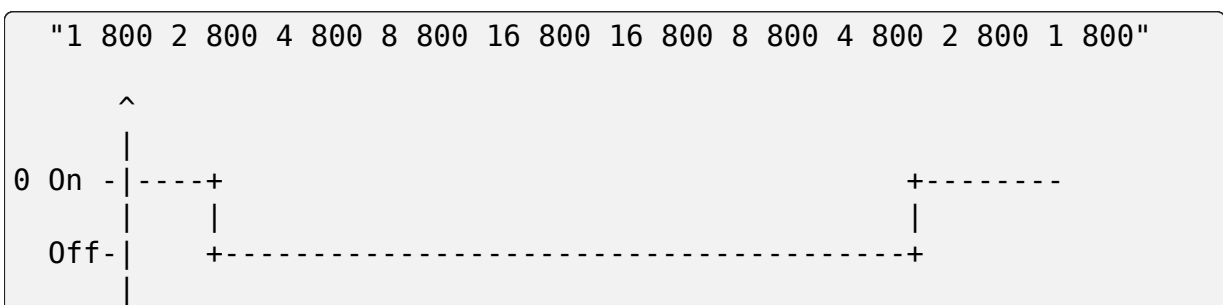 "1 800 2 800 4 800 8 800 16 800 16 800 8 800 4 800 2 800 1 800"
^
|
0 On -|----+                                       +--------
|    |                                       |
Off-|    +---------------------------------------+
|